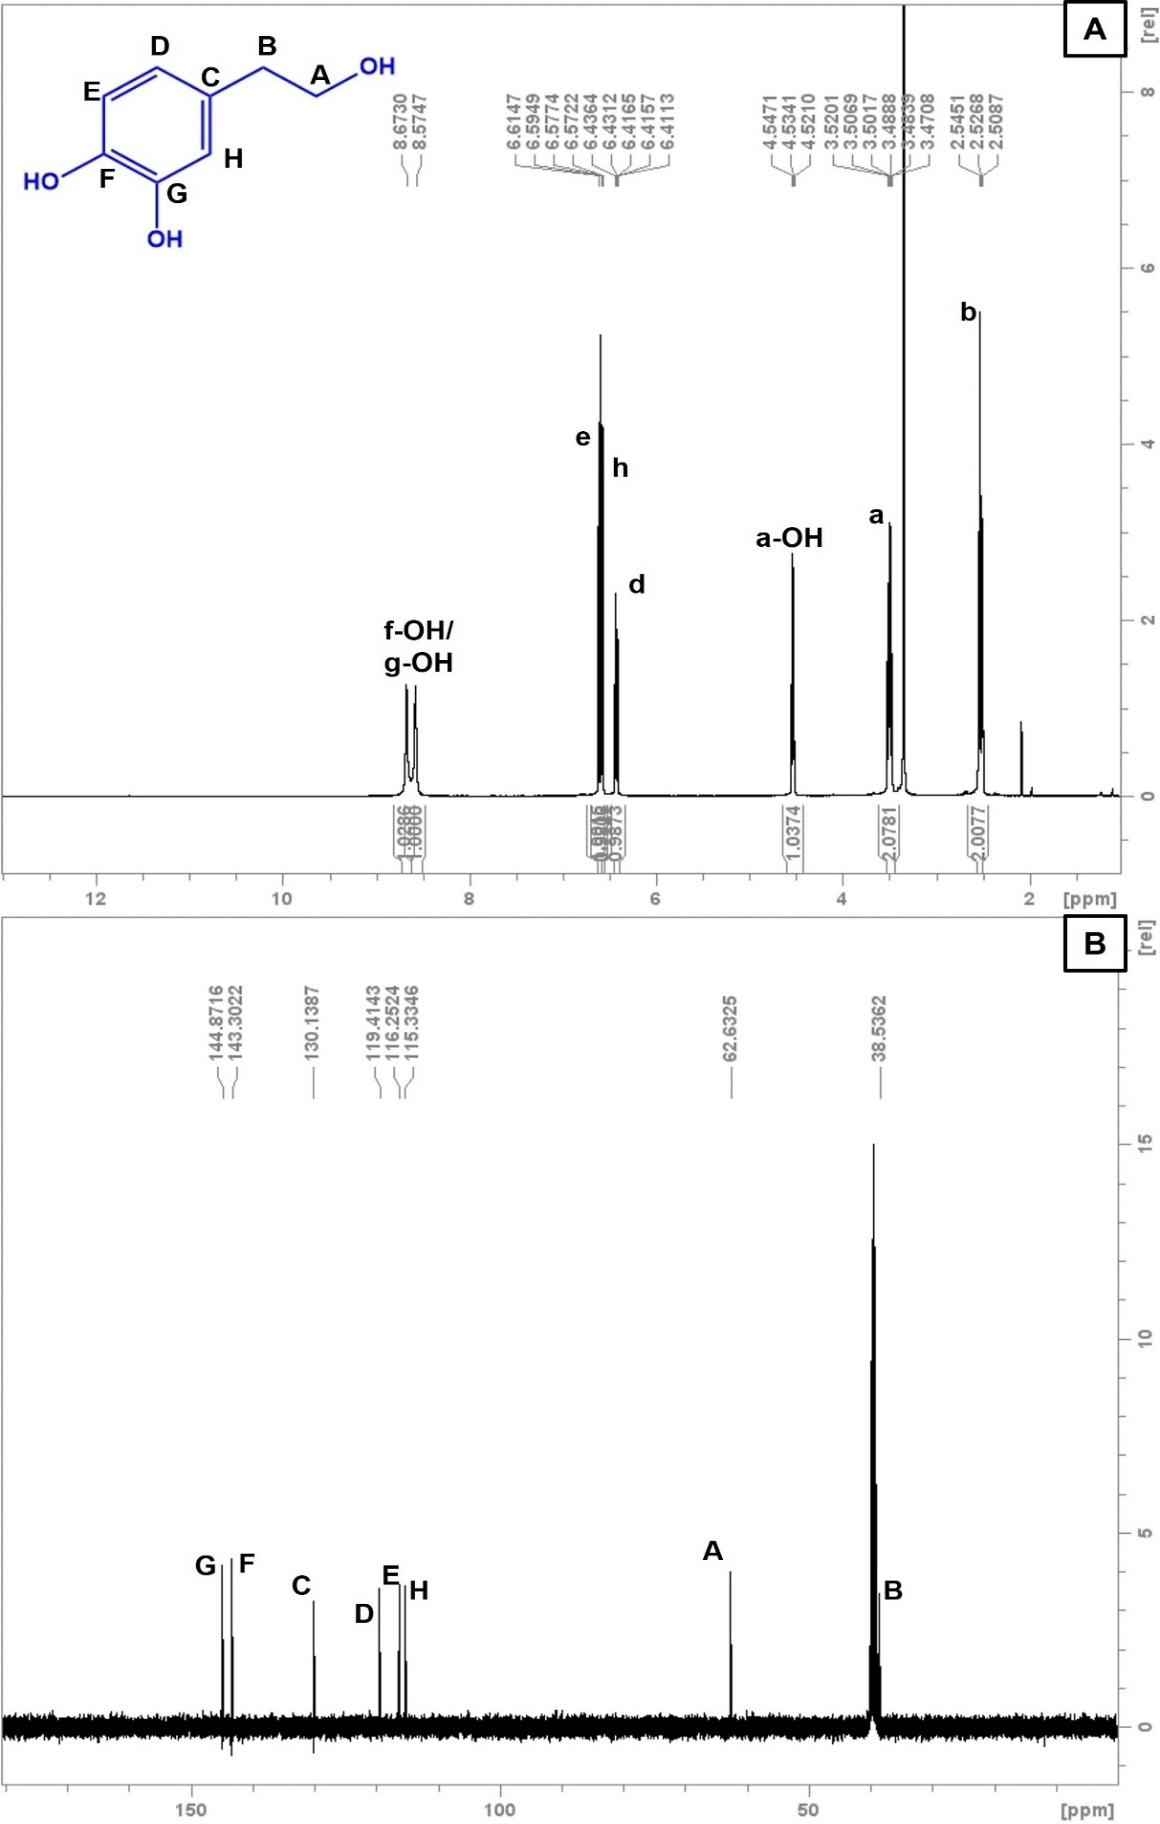 A
[rel]
D
B
C
A
OH
E
H
HO
F
G
OH
8.6730
8.5747
6.6147
6.5949
6.5774
6.5722
6.4364
6.4312
6.4165
6.4157
6.4113
4.5471
4.5341
4.5210
3.5201
3.5069
3.5017
3.4888
3.4839
3.4708
2.5451
2.5268
2.5087
8
6
4
2
0
b
e
h
a
a-OH
d
f-OH/
g-OH
1.0286
1.0000
0.9873
1.0374
2.0781
2.0077
12
10
8
6
4
2
[ppm]
B
[rel]
144.8716
143.3022
130.1387
119.4143
116.2524
115.3346
62.6325
38.5362
15
10
5
0
G
F
C
D
E
H
A
B
150
100
50
[ppm]